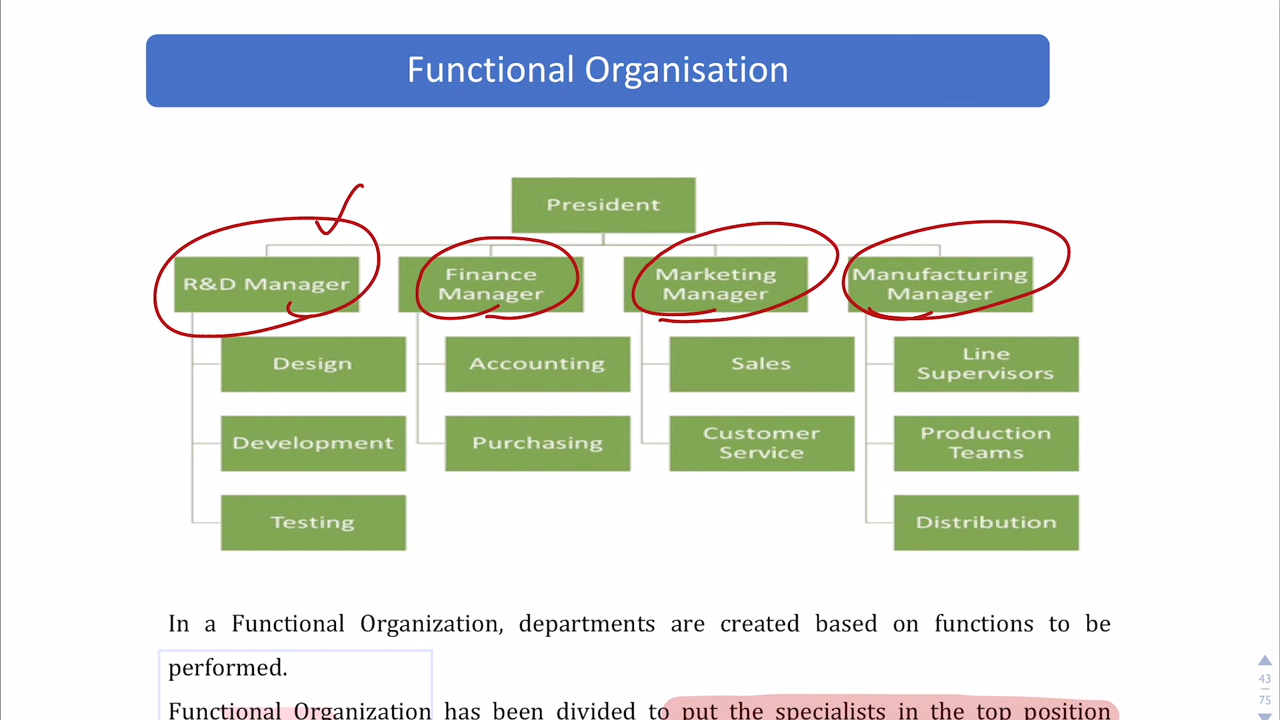 Functional Organisation
President
R&D Manager
Finance
Manager
Marketing
Manager
Manufacturing
Manager
Design
Accounting
Sales
Line
Supervisors
Development
Purchasing
Customer
Service
Production
Teams
Testing
Distribution
In a Functional Organization, departments are created based on functions to be
performed.
Functional Organization has been divided to put the specialists in the top position
43
75